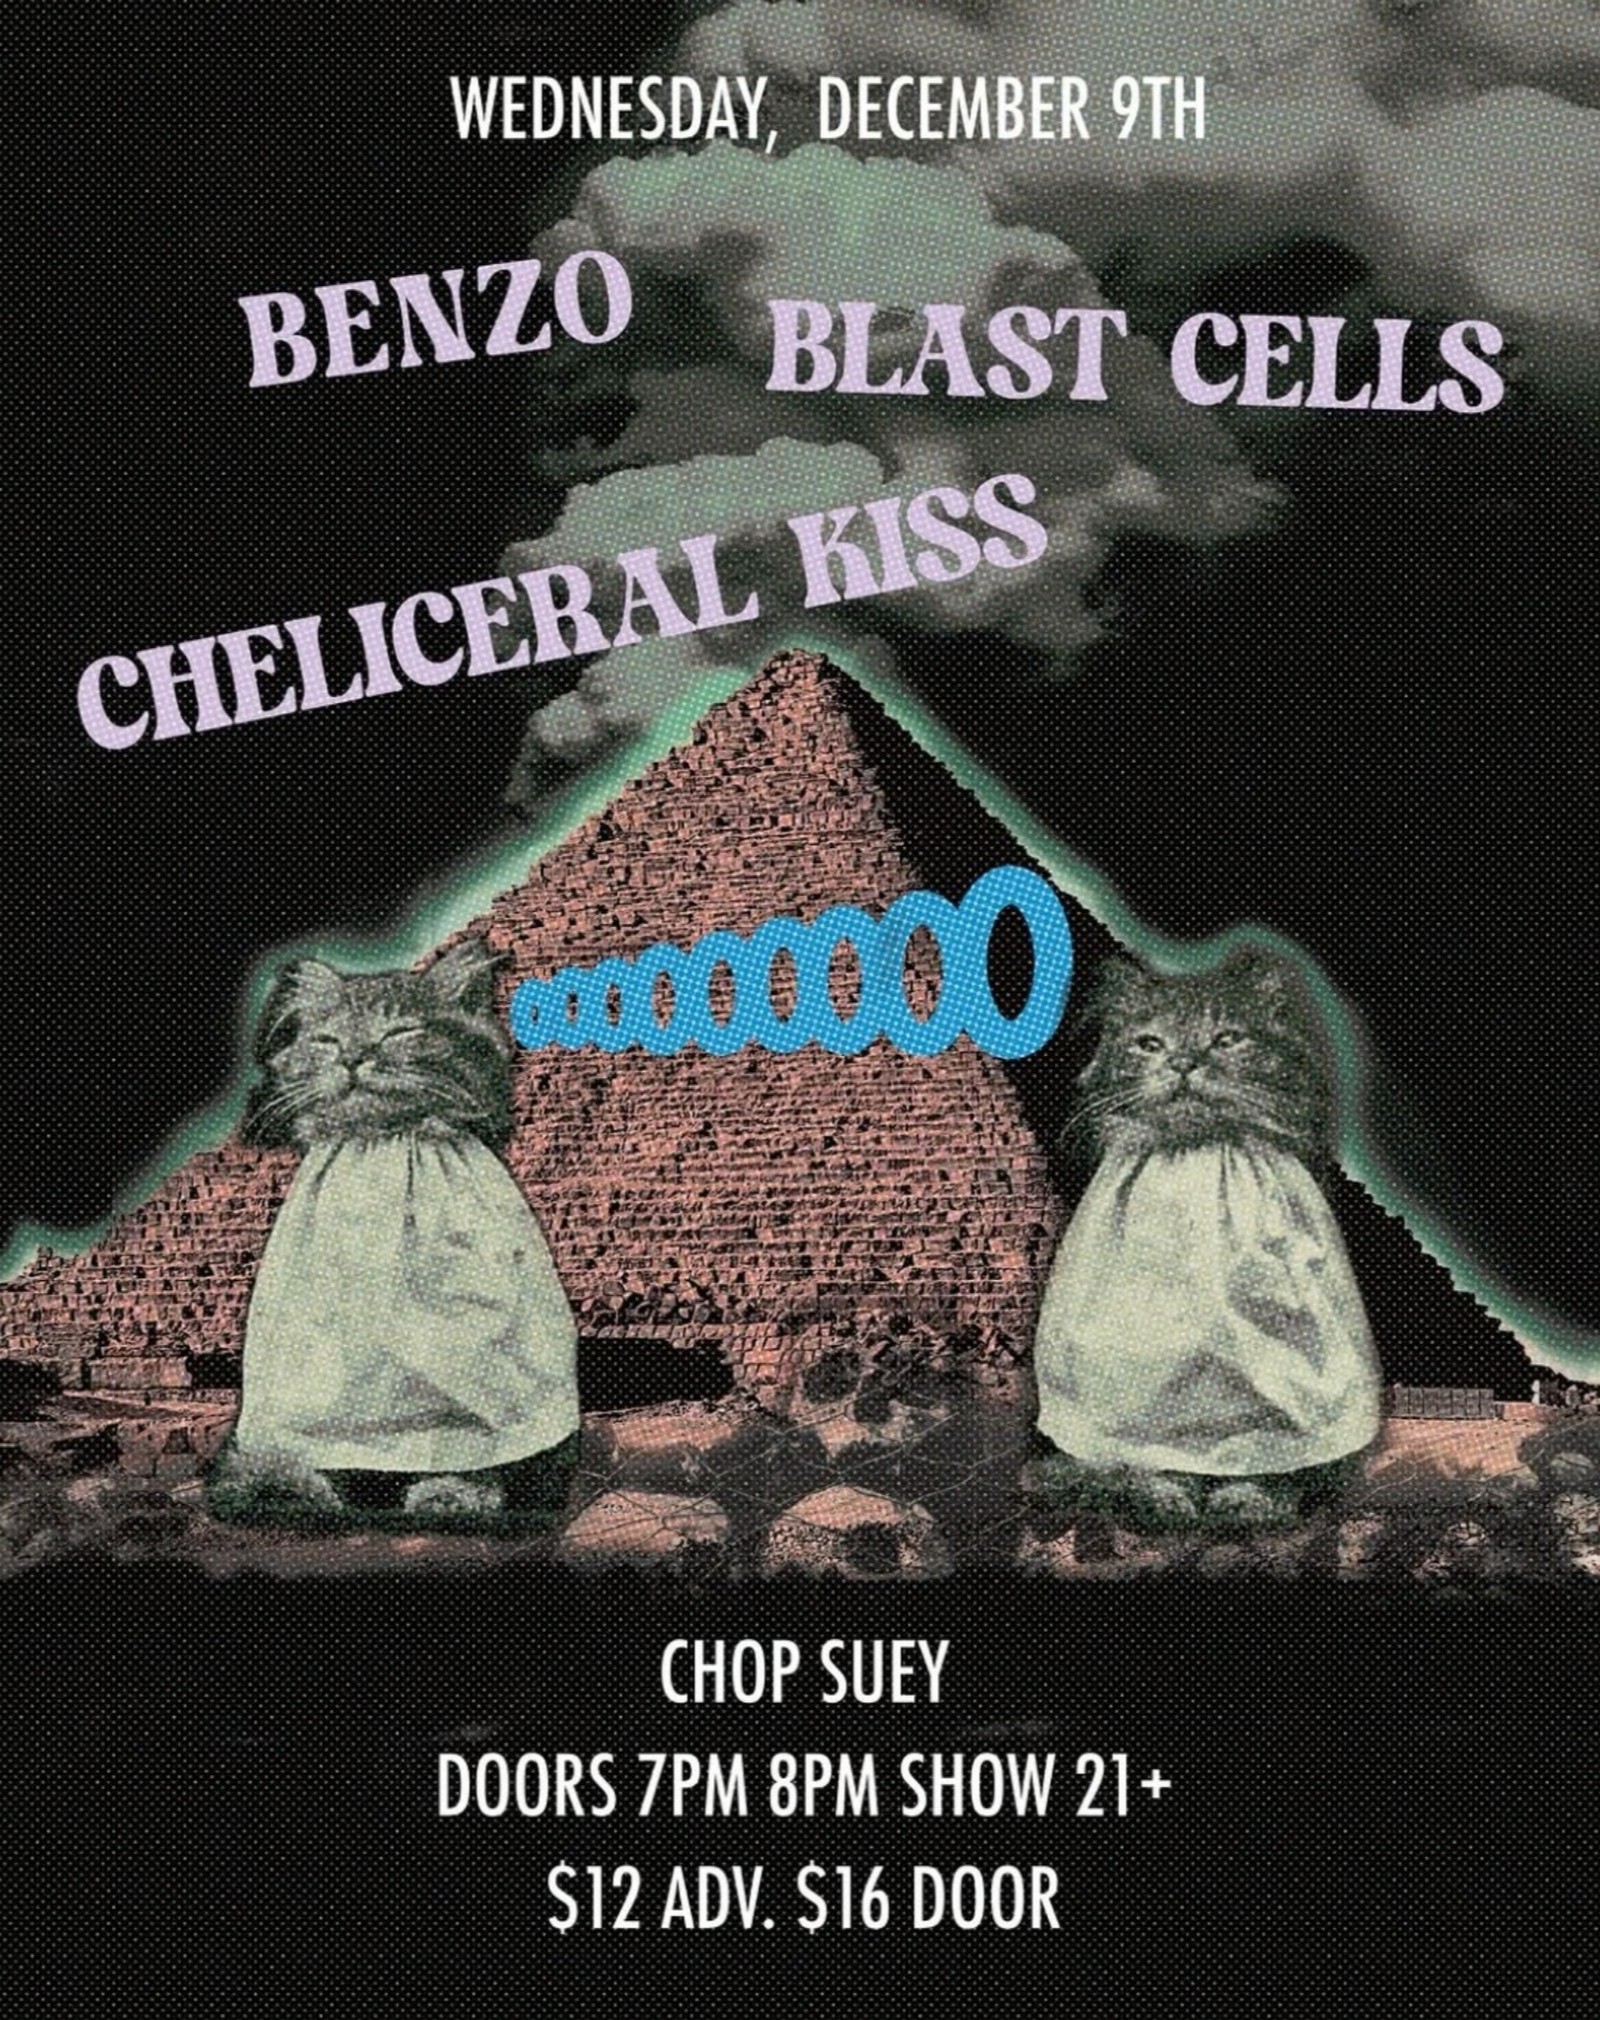 WEDNESDAY, DECEMBER 9TH
BENZO
BLAST CELLS
CHELICERAL KISS
CHOP SUEY
DOORS 7PM 8PM SHOW 21+
$12 ADV. $16 DOOR